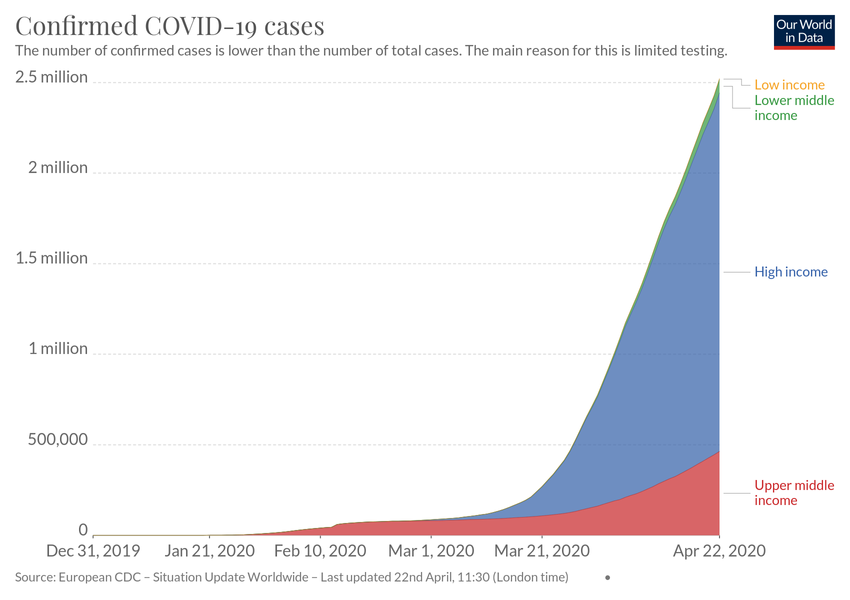 Confirmed COVID-19 cases
The number of confirmed cases is lower than the number of total cases. The main reason for this is limited testing.
Our World
in Data
2.5 million
2 million
1.5 million
1 million
500,000
0
Low income
Lower middle
income
High income
Upper middle
income
Dec 31, 2019
Jan 21, 2020
Feb 10, 2020
Mar 1, 2020
Mar 21, 2020
Apr 22, 2020
Source: European CDC – Situation Update Worldwide – Last updated 22nd April, 11:30 (London time) •